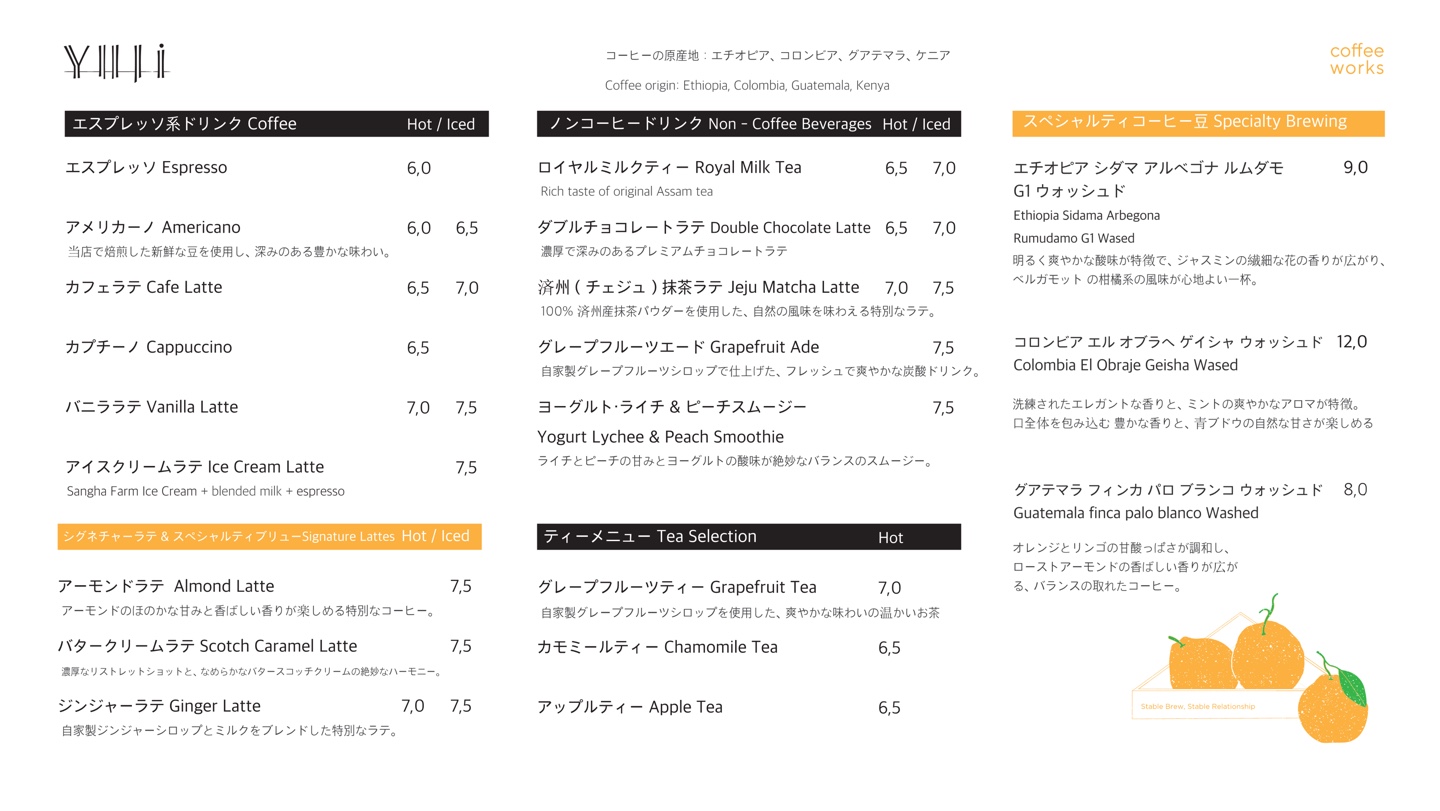 YIIIi
コーヒーの原産地：エチオピア、コロンビア、グアテマラ、ケニア
Coffee origin: Ethiopia, Colombia, Guatemala, Kenya
coffee
works
エスプレッソ系ドリンク Coffee Hot / Iced
エスプレッソ Espresso 6,0
アメリカーノ Americano 6,0 6,5
当店で焙煎した新鮮な豆を使用し、深みのある豊かな味わい。
カフェラテ Cafe Latte 6,5 7,0
カプチーノ Cappuccino 6,5
バニララテ Vanilla Latte 7,0 7,5
アイスクリームラテ Ice Cream Latte 7,5
Sangha Farm Ice Cream + blended milk + espresso
シグネチャーラテ & スペシャルティブリューSignature Lattes Hot / Iced
アーモンドラテ Almond Latte 7,5
アーモンドのほのかな甘みと香ばしい香りが楽しめる特別なコーヒー。
バタークリームラテ Scotch Caramel Latte 7,5
濃厚なリストレットショットと、なめらかなバタースコッチクリームの絶妙なハーモニー。
ジンジャーラテ Ginger Latte 7,0 7,5
自家製ジンジャーシロップとミルクをブレンドした特別なラテ。
ノンコーヒードリンク Non - Coffee Beverages Hot / Iced
ロイヤルミルクティー Royal Milk Tea 6,5 7,0
Rich taste of original Assam tea
ダブルチョコレートラテ Double Chocolate Latte 6,5 7,0
濃厚で深みのあるプレミアムチョコレートラテ
済州 ( チェジュ ) 抹茶ラテ Jeju Matcha Latte 7,0 7,5
100% 済州産抹茶パウダーを使用した、自然の風味を味わえる特別なラテ。
グレープフルーツエード Grapefruit Ade 7,5
自家製グレープフルーツシロップで仕上げた、フレッシュで爽やかな炭酸ドリンク。
ヨーグルト·ライチ & ピーチスムージー 7,5
Yogurt Lychee & Peach Smoothie
ライチとピーチの甘みとヨーグルトの酸味が絶妙なバランスのスムージー。
ティーメニュー Tea Selection Hot
グレープフルーツティー Grapefruit Tea 7,0
自家製グレープフルーツシロップを使用した、爽やかな味わいの温かいお茶
カモミールティー Chamomile Tea 6,5
アップルティー Apple Tea 6,5
スペシャルティコーヒー豆 Specialty Brewing
エチオピア シダマ アルベゴナ ルムダモ 9,0
G1 ウォッシュド
Ethiopia Sidama Arbegona
Rumudamo G1 Wased
明るく爽やかな酸味が特徴で、ジャスミンの繊細な花の香りが広がり、
ベルガモット の柑橘系の風味が心地よい一杯。
コロンビア エル オブラへ ゲイシャ ウォッシュド 12,0
Colombia El Obraje Geisha Wased
洗練されたエレガントな香りと、ミントの爽やかなアロマが特徴。
口全体を包み込む 豊かな香りと、青ブドウの自然な甘さが楽しめる
グアテマラ フィンカ パロ ブランコ ウォッシュド 8,0
Guatemala finca palo blanco Washed
オレンジとリンゴの甘酸っぱさが調和し、
ローストアーモンドの香ばしい香りが広が
る、バランスの取れたコーヒー。
Stable Brew, Stable Relationship